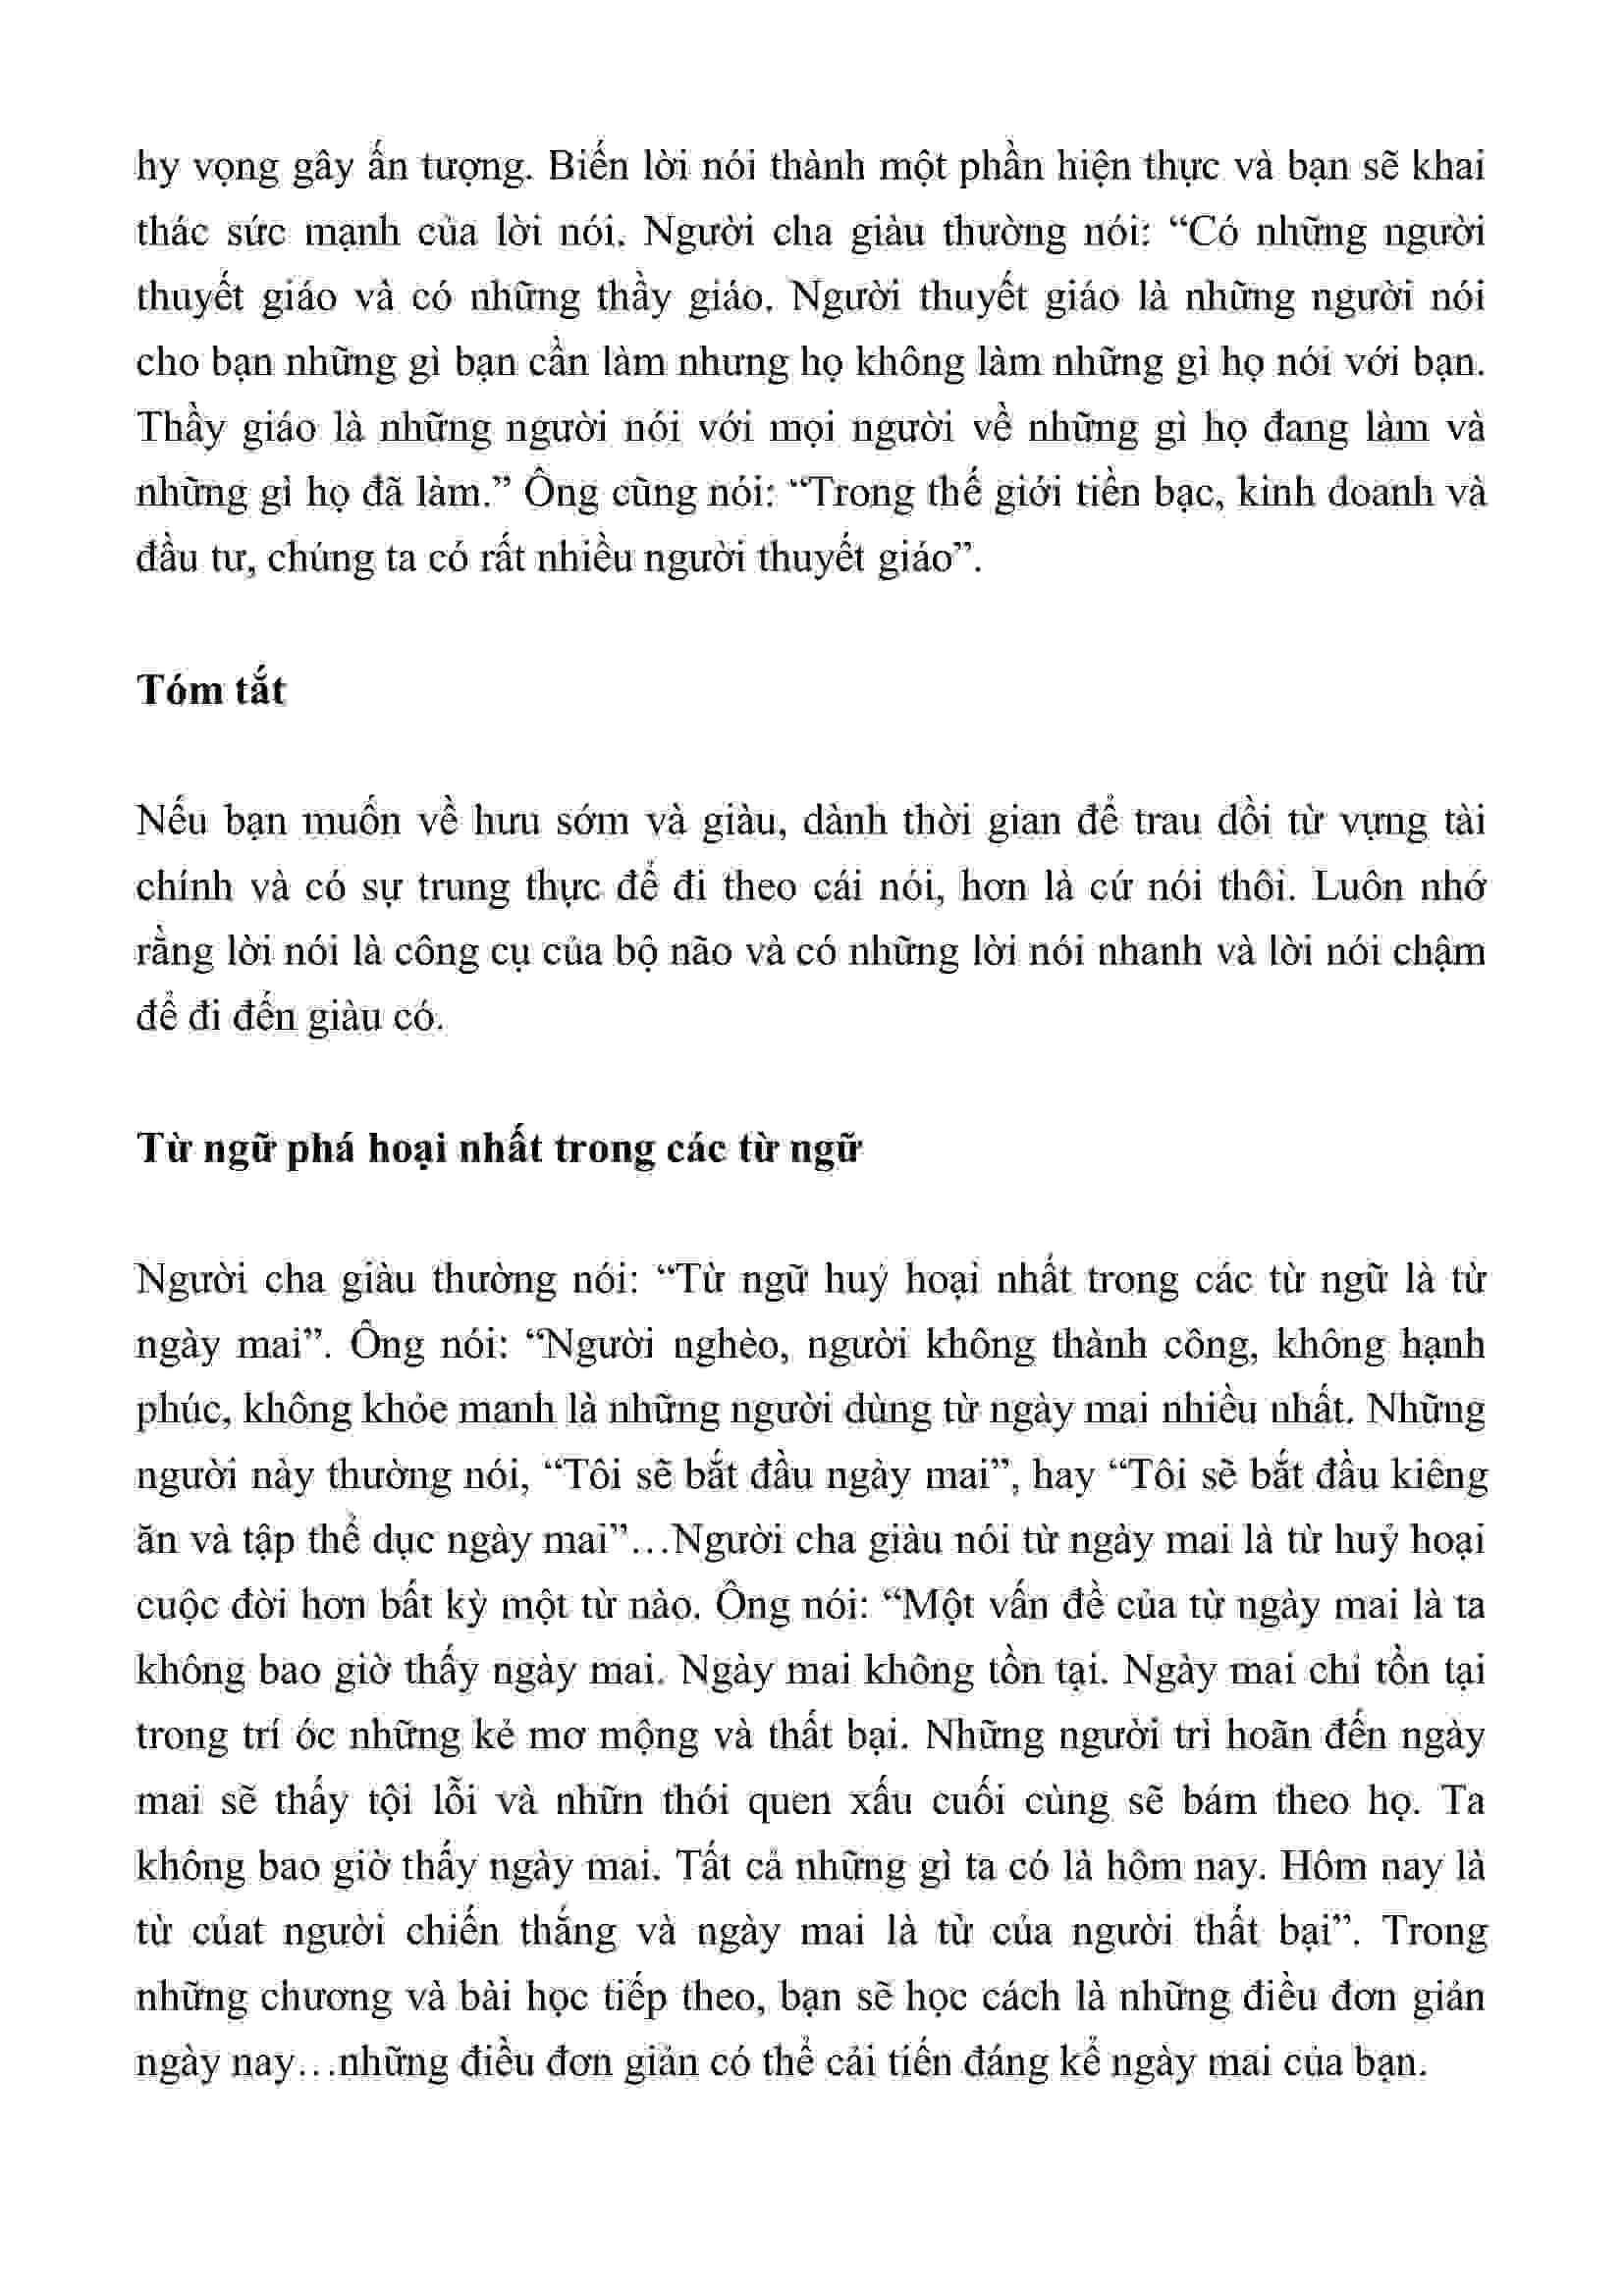 hy vọng gây ấn tượng. Biến lời nói thành một phần hiện thực và bạn sẽ khai
thác sức mạnh của lời nói. Người cha giàu thường nói: “Có những người
thuyết giáo và có những thầy giáo. Người thuyết giáo là những người nói
cho bạn những gì bạn cần làm nhưng họ không làm những gì họ nói với bạn.
Thầy giáo là những người nói với mọi người về những gì họ đang làm và
những gì họ đã làm.” Ông cũng nói: “Trong thế giới tiền bạc, kinh doanh và
đầu tư, chúng ta có rất nhiều người thuyết giáo”.
Tóm tắt
Nếu bạn muốn về hưu sớm và giàu, dành thời gian để trau dồi từ vựng tài
chính và có sự trung thực để đi theo cái nói, hơn là cứ nói thôi. Luôn nhớ
rằng lời nói là công cụ của bộ não và có những lời nói nhanh và lời nói chậm
để đi đến giàu có.
Từ ngữ phá hoại nhất trong các từ ngữ
Người cha giàu thường nói: “Từ ngữ huỷ hoại nhất trong các từ ngữ là từ
ngày mai”. Ông nói: “Người nghèo, người không thành công, không hạnh
phúc, không khỏe manh là những người dùng từ ngày mai nhiều nhất. Những
người này thường nói, “Tôi sẽ bắt đầu ngày mai”, hay “Tôi sẽ bắt đầu kiêng
ăn và tập thể dục ngày mai”…Người cha giàu nói từ ngày mai là từ huỷ hoại
cuộc đời hơn bất kỳ một từ nào. Ông nói: “Một vấn đề của từ ngày mai là ta
không bao giờ thấy ngày mai. Ngày mai không tồn tại. Ngày mai chỉ tồn tại
trong trí óc những kẻ mơ mộng và thất bại. Những người trì hoãn đến ngày
mai sẽ thấy tội lỗi và nhữn thói quen xấu cuối cùng sẽ bám theo họ. Ta
không bao giờ thấy ngày mai. Tất cả những gì ta có là hôm nay. Hôm nay là
từ củat người chiến thắng và ngày mai là từ của người thất bại”. Trong
những chương và bài học tiếp theo, bạn sẽ học cách là những điều đơn giản
ngày nay…những điều đơn giản có thể cải tiến đáng kể ngày mai của bạn.